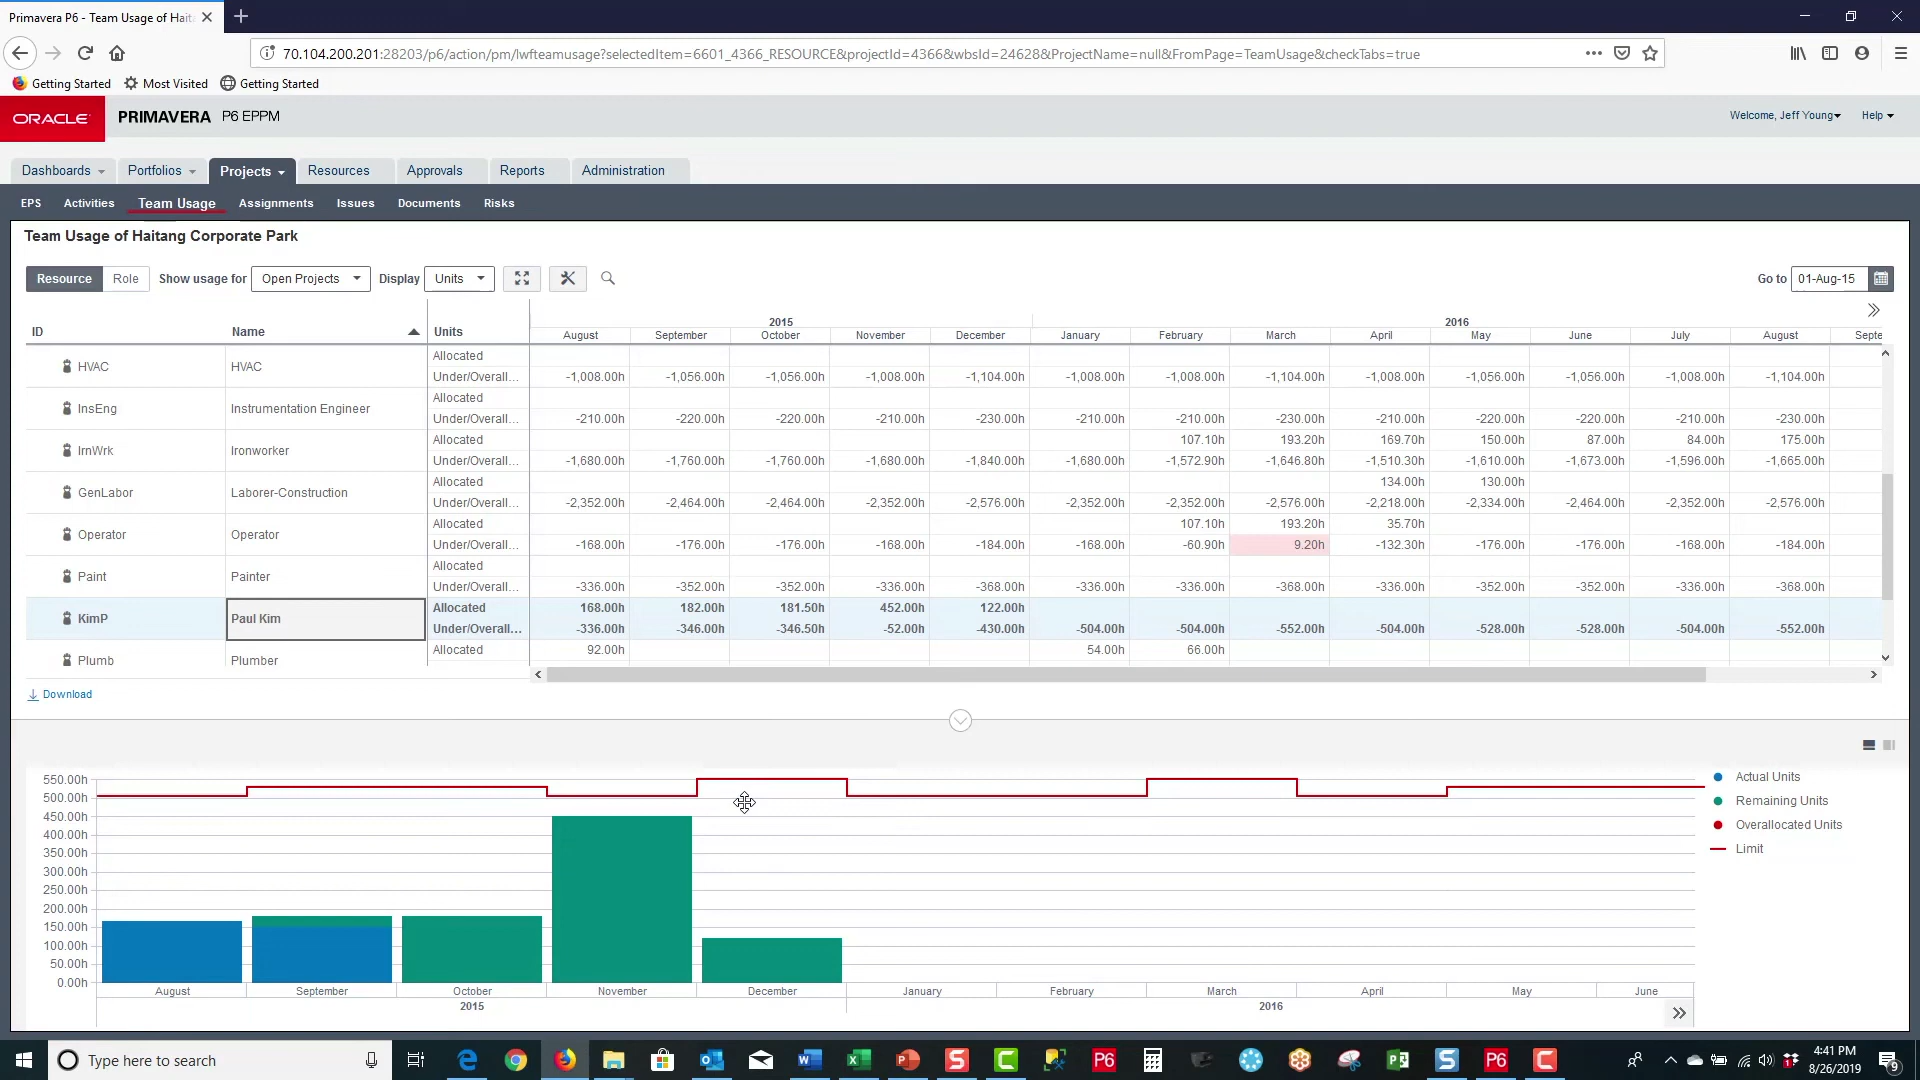 Primavera P6 - Team Usage of Hait
70.104.200.201:28203/p6/action/pm/lwfteamusage?selectedItem=6601_4366_RESOURCE&projectId=4366&wbsId=24628&ProjectName=null&FromPage=TeamUsage&checkTabs=true
Getting Started Most Visited Getting Started
ORACLE PRIMAVERA P6 EPPM Welcome, Jeff Young Help
Dashboards Portfolios Projects Resources Approvals Reports Administration
EPS Activities Team Usage Assignments Issues Documents Risks
Team Usage of Haitang Corporate Park
Resource Role Show usage for Open Projects Display Units Go to 01-Aug-15
2015 2016
ID Name Units
August September October November December January February March April May June July August Septe
Allocated
HVAC HVAC
Under/Overall... -1,008.00h -1,056.00h -1,056.00h -1,008.00h -1,104.00h -1,008.00h -1,008.00h -1,104.00h -1,008.00h -1,056.00h -1,056.00h -1,008.00h -1,104.00h
Allocated
InsEng Instrumentation Engineer
Under/Overall... -210.00h -220.00h -220.00h -210.00h -230.00h -210.00h -210.00h -230.00h -210.00h -220.00h -220.00h -210.00h -230.00h
Allocated 107.10h 193.20h 169.70h 150.00h 87.00h 84.00h 175.00h
IrnWrk Ironworker
Under/Overall... -1,680.00h -1,760.00h -1,760.00h -1,680.00h -1,840.00h -1,680.00h -1,572.90h -1,646.80h -1,510.30h -1,610.00h -1,673.00h -1,596.00h -1,665.00h
Allocated 134.00h 130.00h
GenLabor Laborer-Construction
Under/Overall... -2,352.00h -2,464.00h -2,464.00h -2,352.00h -2,576.00h -2,352.00h -2,352.00h -2,576.00h -2,218.00h -2,334.00h -2,464.00h -2,352.00h -2,576.00h
Allocated 107.10h 193.20h 35.70h
Operator Operator
Under/Overall... -168.00h -176.00h -176.00h -168.00h -184.00h -168.00h -60.90h 9.20h -132.30h -176.00h -176.00h -168.00h -184.00h
Allocated
Paint Painter
Under/Overall... -336.00h -352.00h -352.00h -336.00h -368.00h -336.00h -336.00h -368.00h -336.00h -352.00h -352.00h -336.00h -368.00h
Allocated 168.00h 182.00h 181.50h 452.00h 122.00h
KimP Paul Kim
Under/Overall... -336.00h -346.00h -346.50h -52.00h -430.00h -504.00h -504.00h -552.00h -504.00h -528.00h -528.00h -504.00h -552.00h
Allocated 92.00h 54.00h 66.00h
Plumb Plumber
Download
550.00h
500.00h
450.00h
400.00h
350.00h
300.00h
250.00h
200.00h
150.00h
100.00h
50.00h
0.00h
Actual Units
Remaining Units
Overallocated Units
Limit
August September October November December January February March April May June
2015 2016
Type here to search
4:41 PM
8/26/2019
9